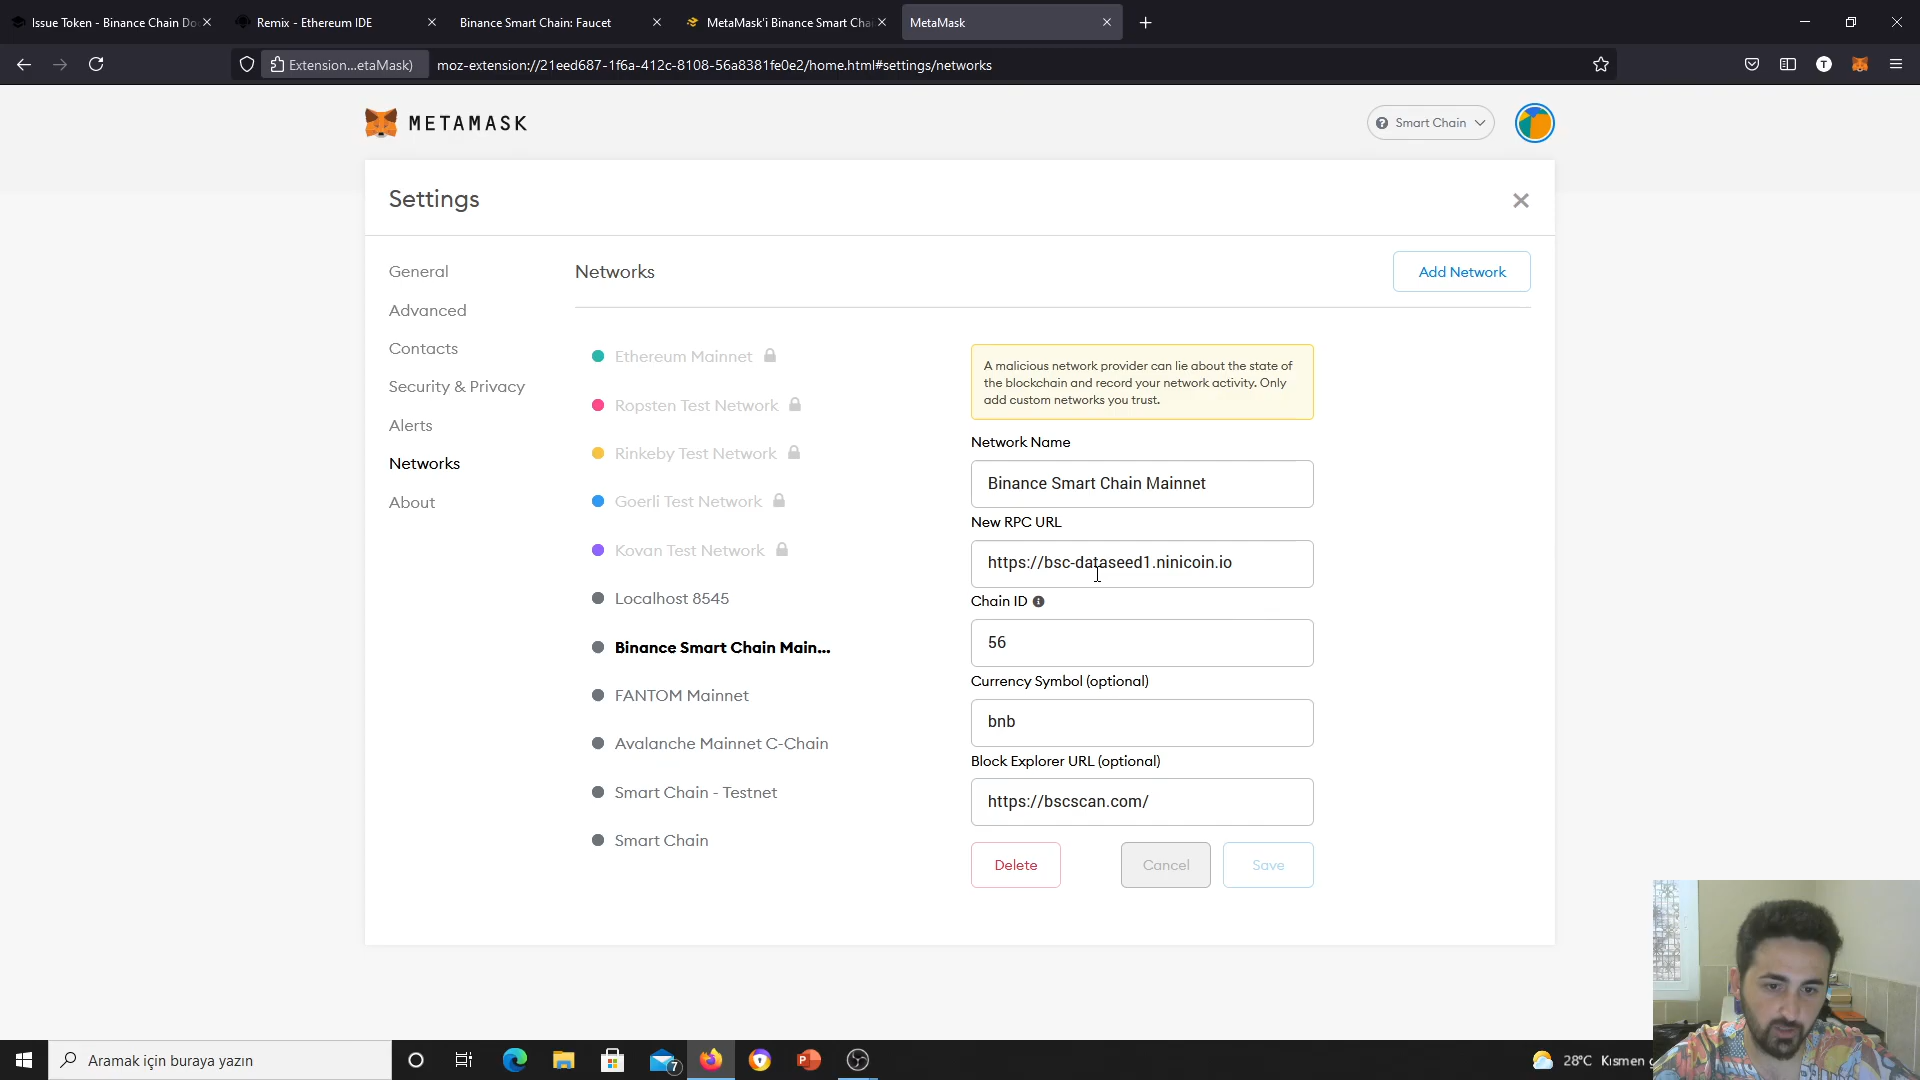 Issue Token - Binance Chain Do
Remix - Ethereum IDE
Binance Smart Chain: Faucet
MetaMask'i Binance Smart Cha
MetaMask
Extension...etaMask)
moz-extension://21eed687-1f6a-412c-8108-56a8381fe0e2/home.html#settings/networks
T
METAMASK
Smart Chain
Settings
General
Advanced
Contacts
Security & Privacy
Alerts
Networks
About
Networks
Add Network
Ethereum Mainnet
Ropsten Test Network
Rinkeby Test Network
Goerli Test Network
Kovan Test Network
Localhost 8545
Binance Smart Chain Main...
FANTOM Mainnet
Avalanche Mainnet C-Chain
Smart Chain - Testnet
Smart Chain
A malicious network provider can lie about the state of
the blockchain and record your network activity. Only
add custom networks you trust.
Network Name
Binance Smart Chain Mainnet
New RPC URL
https://bsc-dataseed1.ninicoin.io
Chain ID
56
Currency Symbol (optional)
bnb
Block Explorer URL (optional)
https://bscscan.com/
Delete
Cancel
Save
Aramak için buraya yazın
7
P
28°C Kısmen